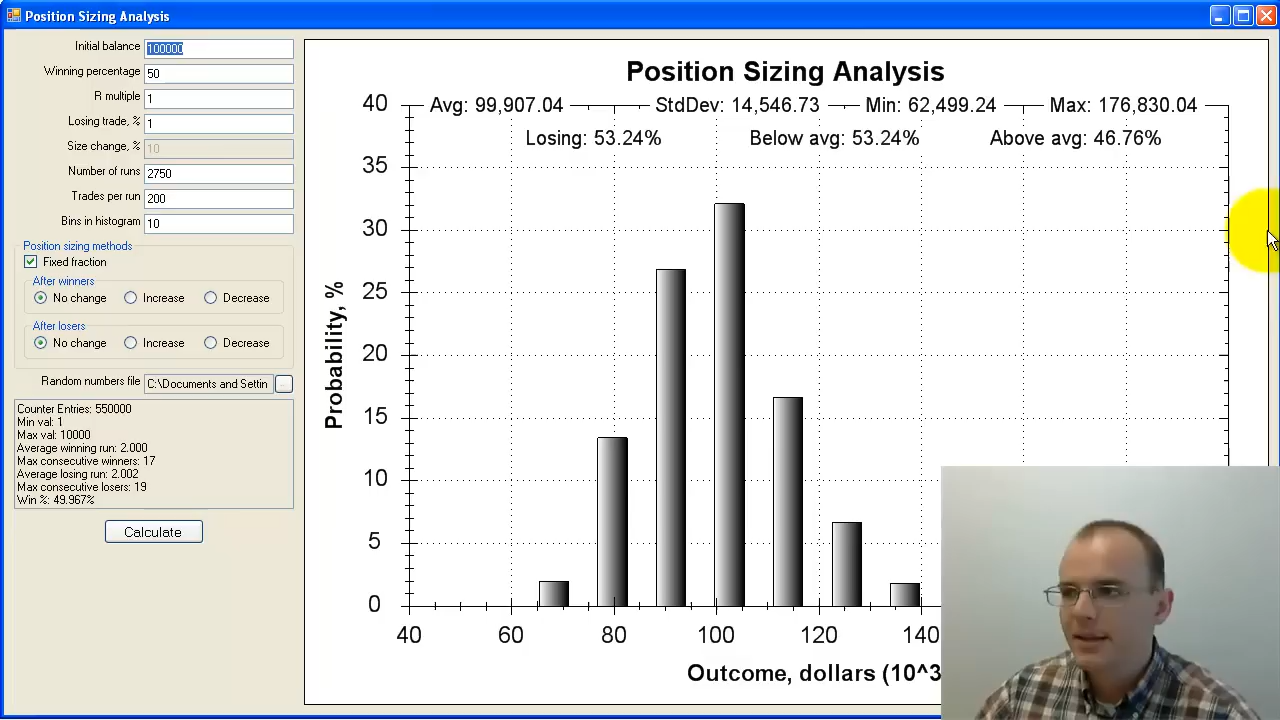 Position Sizing Analysis
Initial balance 100000
Winning percentage 50
R multiple 1
Losing trade, % 1
Size change, % 10
Number of runs 2750
Trades per run 200
Bins in histogram 10
Position sizing methods
Fixed fraction
After winners
No change Increase Decrease
After losers
No change Increase Decrease
Random numbers file C:\Documents and Settin ...
Counter Entries: 550000
Min val: 1
Max val: 10000
Average winning run: 2.000
Max consecutive winners: 17
Average losing run: 2.002
Max consecutive losers: 19
Win %: 49.967%
Calculate
Position Sizing Analysis
Avg: 99,907.04 StdDev: 14,546.73 Min: 62,499.24 Max: 176,830.04
Losing: 53.24% Below avg: 53.24% Above avg: 46.76%
Probability, %
40
35
30
25
20
15
10
5
0
40 60 80 100 120 140
Outcome, dollars (10^3